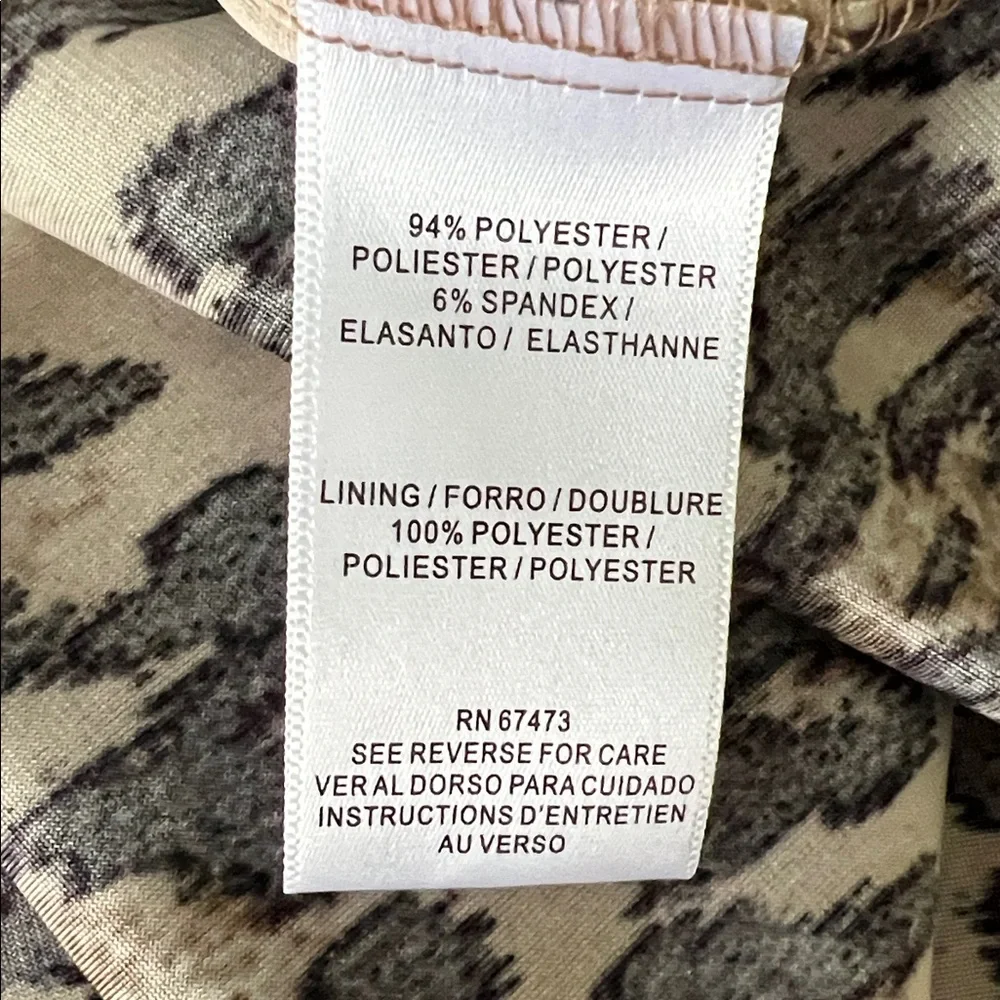 94% POLYESTER /
POLIESTER / POLYESTER
6% SPANDEX /
ELASANTO / ELASTHANNE
LINING / FORRO / DOUBLURE
100% POLYESTER /
POLIESTER / POLYESTER
RN 67473
SEE REVERSE FOR CARE
VER AL DORSO PARA CUIDADO
INSTRUCTIONS D'ENTRETIEN
AU VERSO